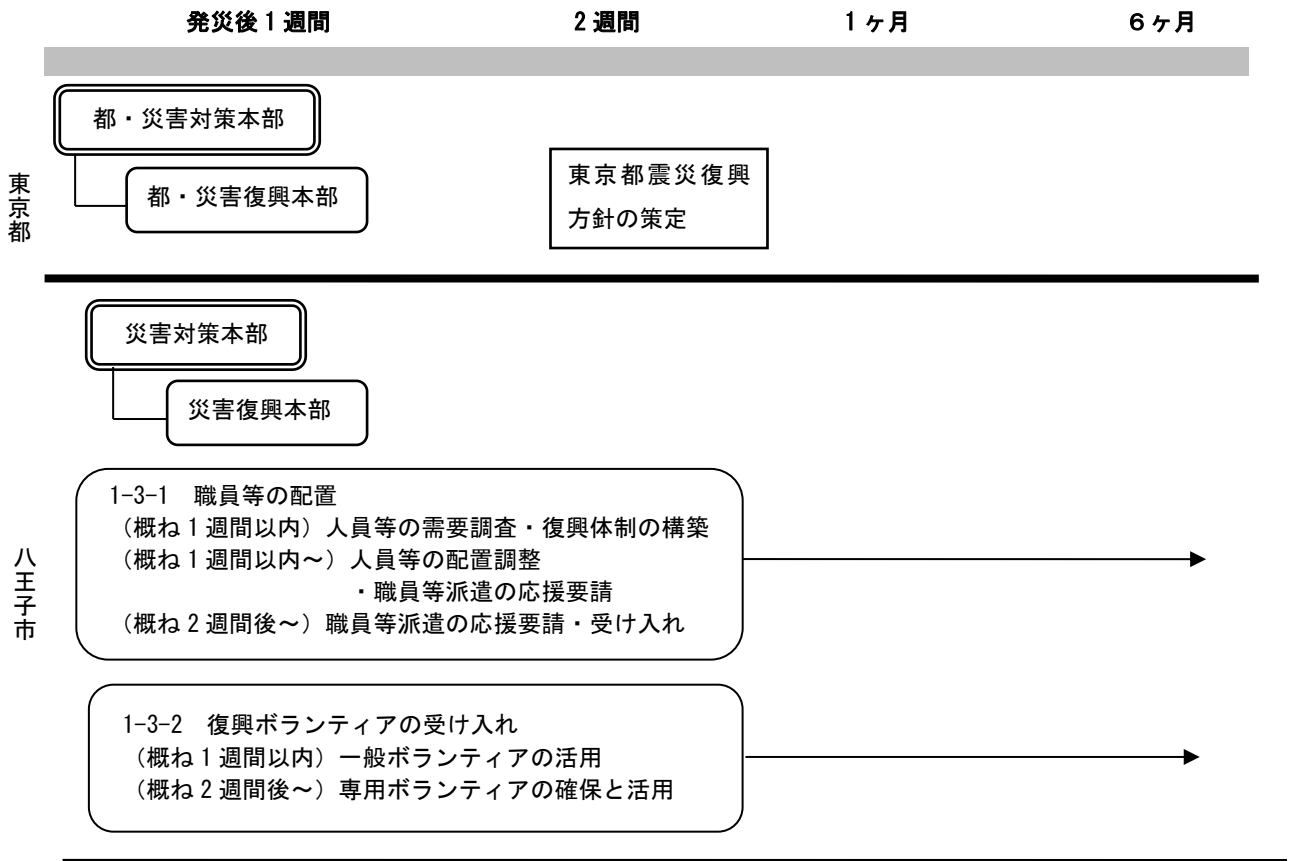 発災後1週間 2週間 1ヶ月 6ヶ月
東京都
都・災害対策本部
都・災害復興本部
東京都震災復興
方針の策定
八王子市
災害対策本部
災害復興本部
1-3-1 職員等の配置
（概ね1週間以内）人員等の需要調査・復興体制の構築
（概ね1週間以内～）人員等の配置調整
・職員等派遣の応援要請
（概ね2週間後～）職員等派遣の応援要請・受け入れ
1-3-2 復興ボランティアの受け入れ
（概ね1週間以内）一般ボランティアの活用
（概ね2週間後～）専用ボランティアの確保と活用